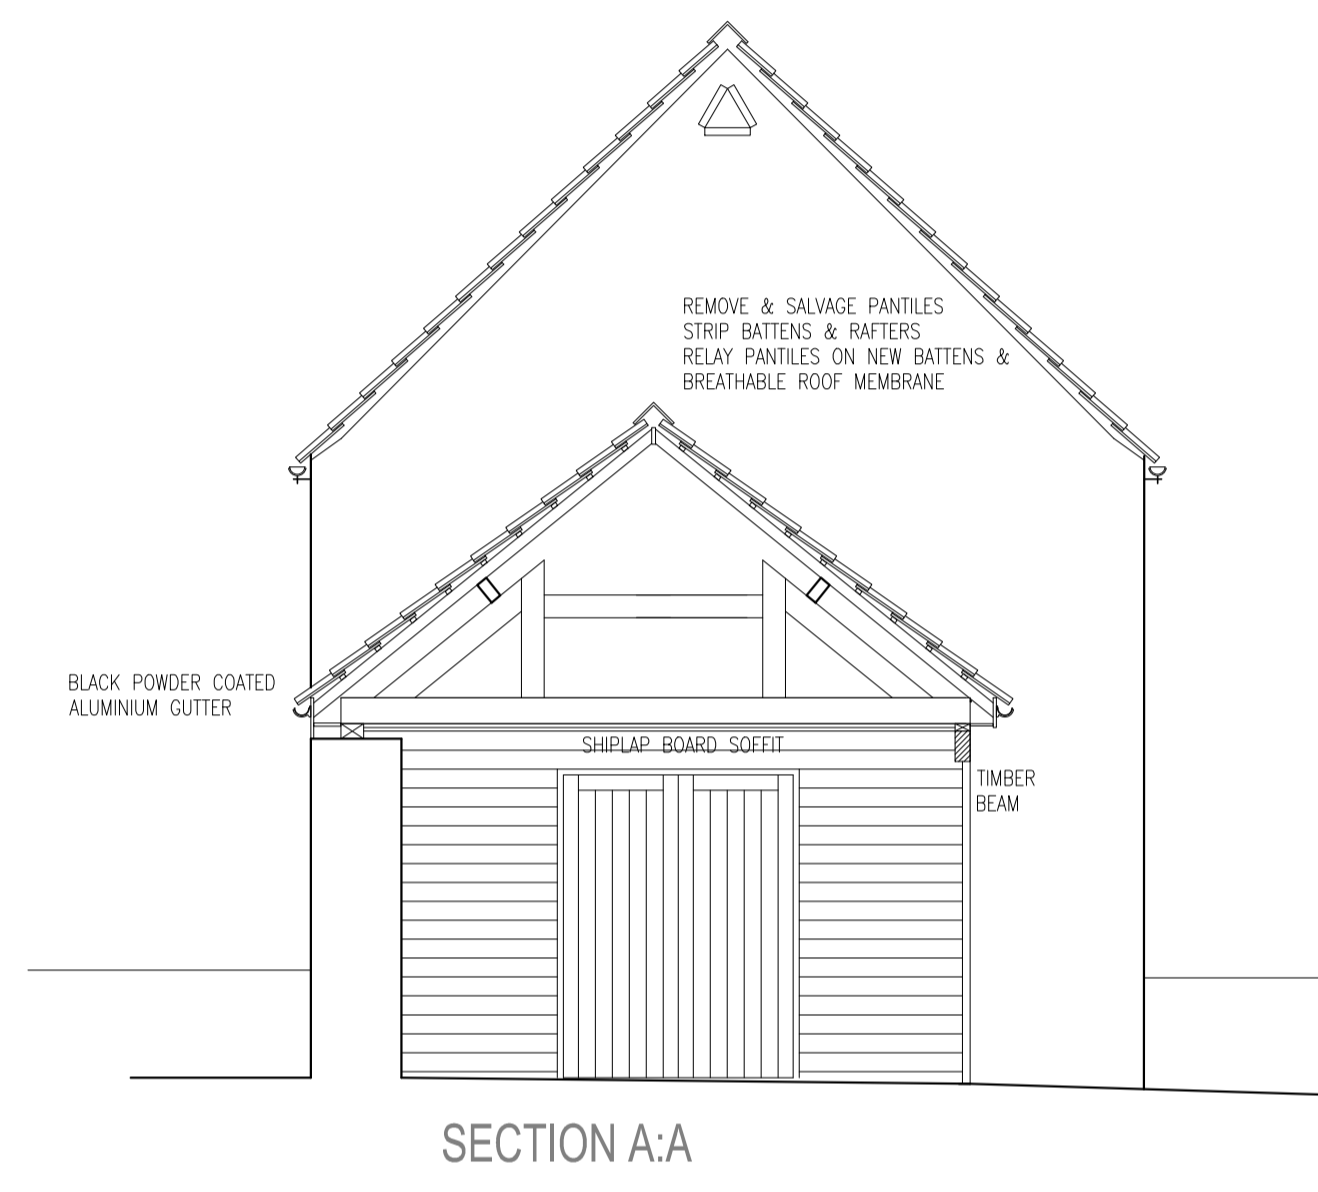 REMOVE & SALVAGE PANTILES
STRIP BATTENS & RAFTERS
RELAY PANTILES ON NEW BATTENS &
BREATHABLE ROOF MEMBRANE
BLACK POWDER COATED
ALUMINIUM GUTTER
SHIPLAP BOARD SOFFIT
TIMBER
BEAM
SECTION A:A